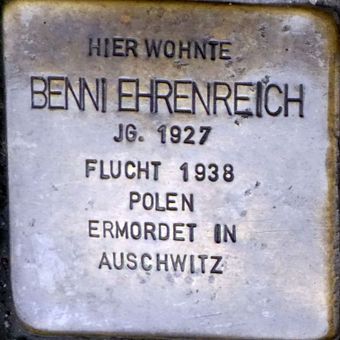 HIER WOHNTE
BENNI EHRENREICH
JG. 1927
FLUCHT 1938
POLEN
ERMORDET IN
AUSCHWITZ